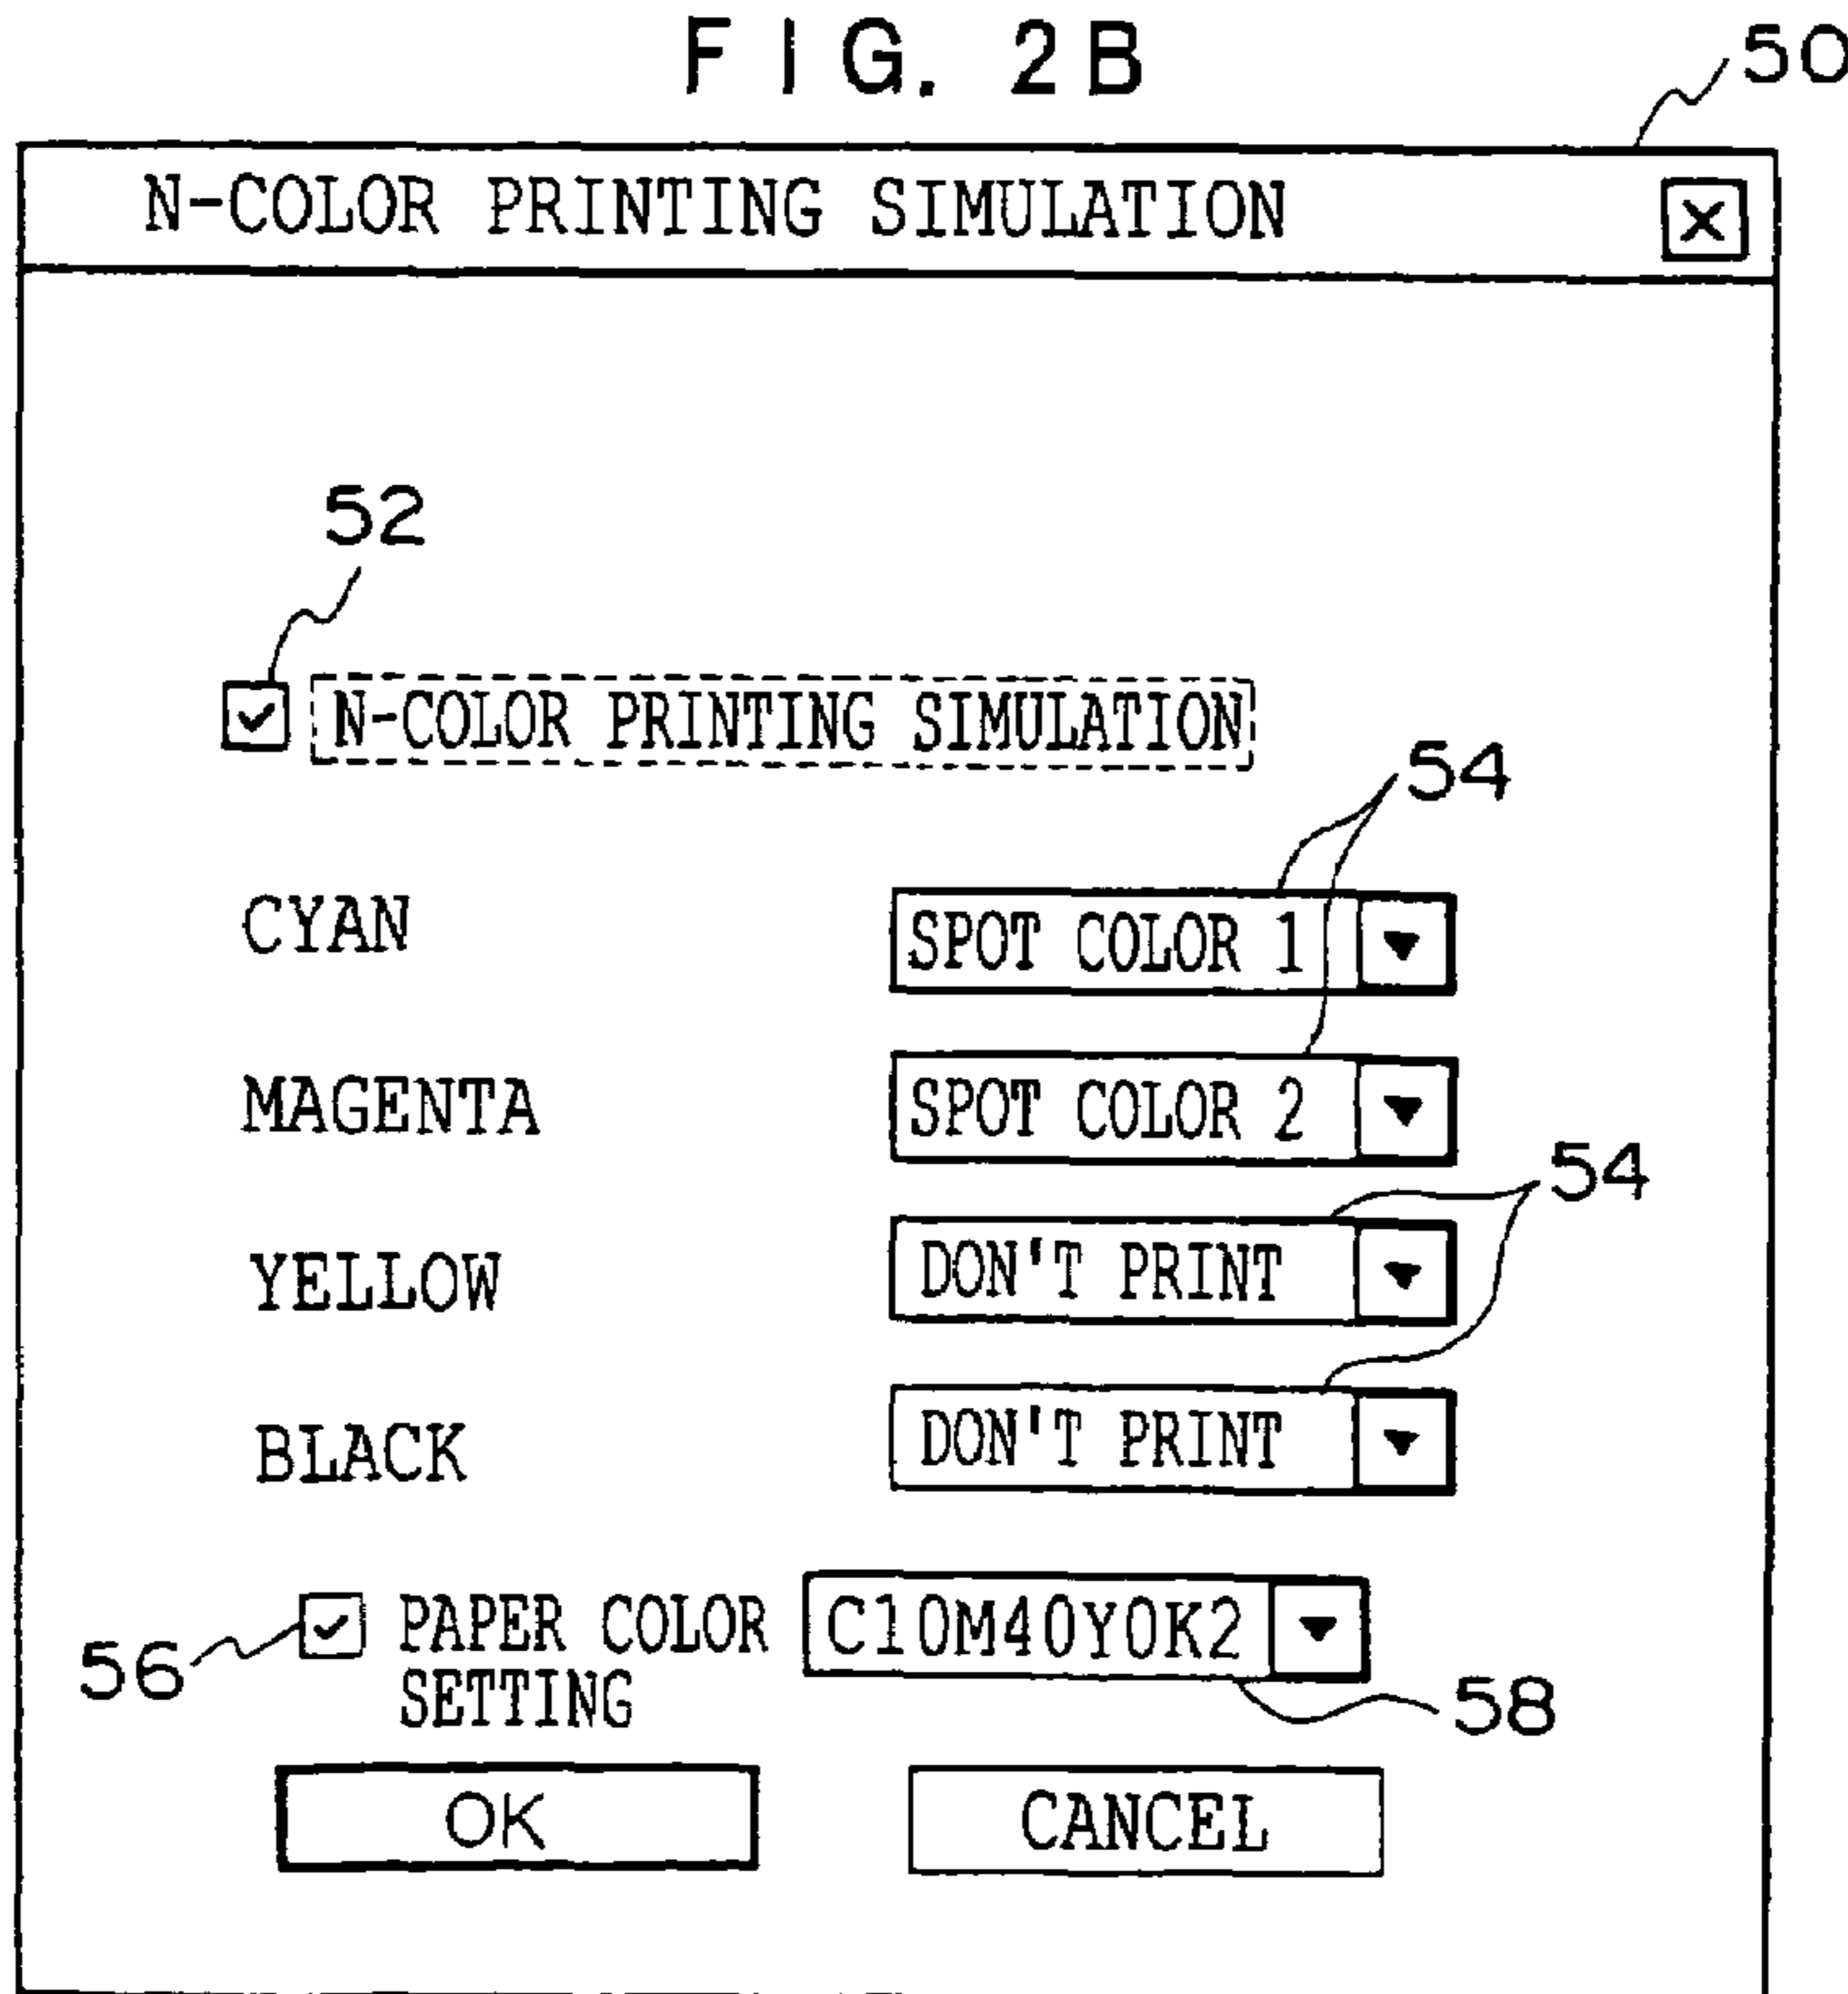 FIG. 2B
50
N-COLOR PRINTING SIMULATION
52
N-COLOR PRINTING SIMULATION
54
CYAN SPOT COLOR 1
MAGENTA SPOT COLOR 2
54
YELLOW DON'T PRINT
BLACK DON'T PRINT
PAPER COLOR C10M40Y0K2
56 SETTING
58
OK CANCEL